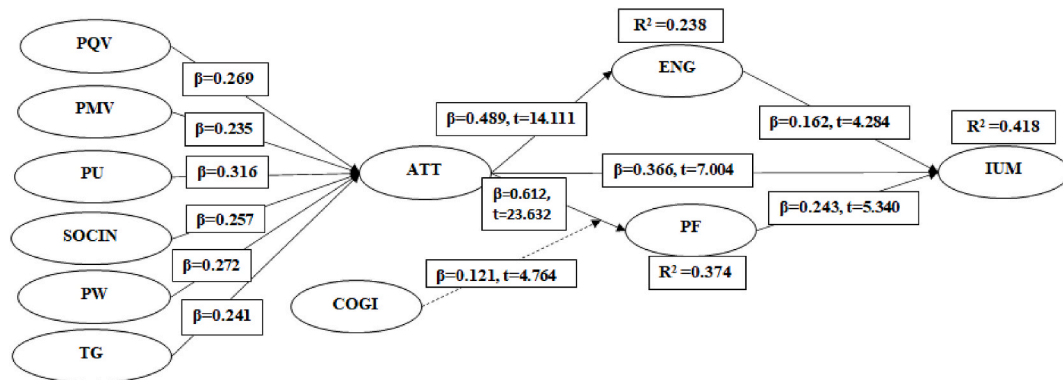 PQV
PMV
PU
SOCIN
PW
TG
β=0.269
β=0.235
β=0.316
β=0.257
β=0.272
β=0.241
ATT
COGI
β=0.489, t=14.111
β=0.366, t=7.004
β=0.612,
t=23.632
β=0.121, t=4.764
R² =0.238
ENG
PF
R² =0.374
β=0.162, t=4.284
β=0.243, t=5.340
R² =0.418
IUM